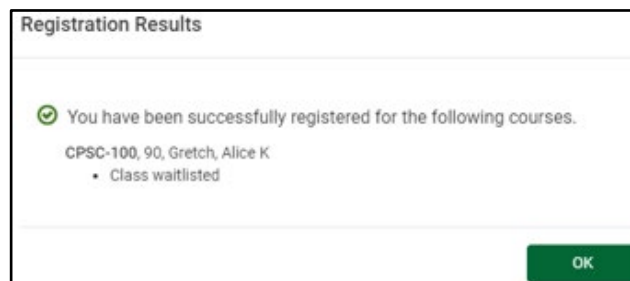 Registration Results
You have been successfully registered for the following courses.
CPSC-100, 90, Gretch, Alice K
• Class waitlisted
OK